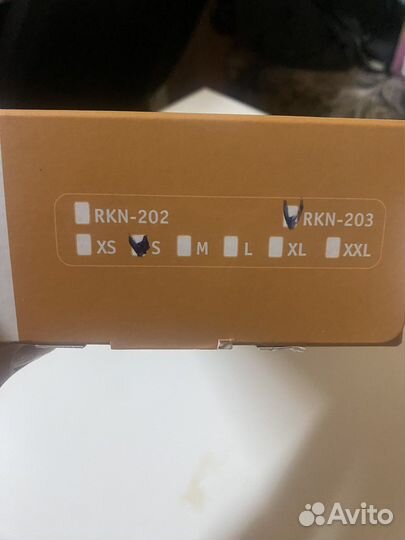 RKN-202 RKN-203
XS S M L XL XXL
Avito